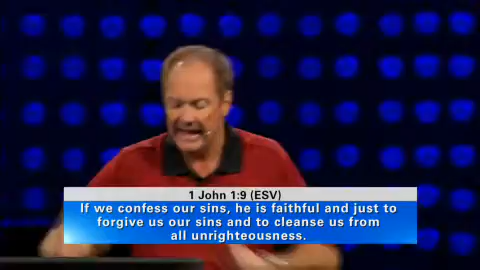 1 John 1:9 (ESV)
If we confess our sins, he is faithful and just to
forgive us our sins and to cleanse us from
all unrighteousness.